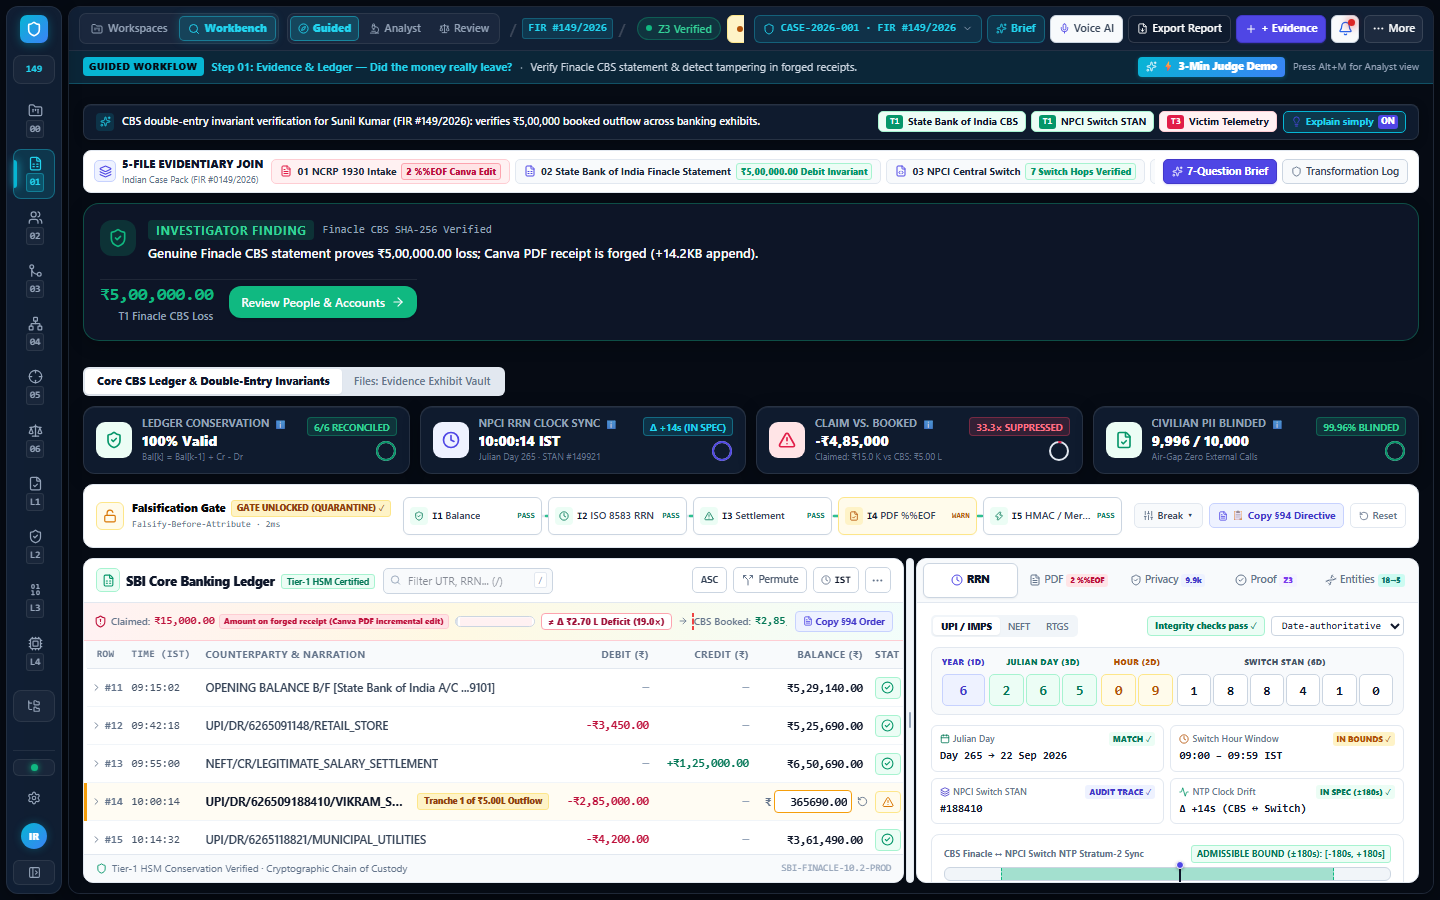 Workspaces Workbench Guided Analyst Review / FIR #149/2026 / Z3 Verified CASE-2026-001 · FIR #149/2026 Brief Voice AI Export Report + Evidence ··· More
149
00
01
02
03
04
05
06
L1
L2
L3
L4
IR
GUIDED WORKFLOW Step 01: Evidence & Ledger — Did the money really leave? · Verify Finacle CBS statement & detect tampering in forged receipts. 3-Min Judge Demo Press Alt+M for Analyst view
CBS double-entry invariant verification for Sunil Kumar (FIR #149/2026): verifies ₹5,00,000 booked outflow across banking exhibits. T1 State Bank of India CBS T1 NPCI Switch STAN T3 Victim Telemetry Explain simply ON
5-FILE EVIDENTIARY JOIN
Indian Case Pack (FIR #0149/2026)
01 NCRP 1930 Intake 2 %%EOF Canva Edit 02 State Bank of India Finacle Statement ₹5,00,000.00 Debit Invariant 03 NPCI Central Switch 7 Switch Hops Verified 7-Question Brief Transformation Log
INVESTIGATOR FINDING Finacle CBS SHA-256 Verified
Genuine Finacle CBS statement proves ₹5,00,000.00 loss; Canva PDF receipt is forged (+14.2KB append).
₹5,00,000.00
T1 Finacle CBS Loss
Review People & Accounts →
Core CBS Ledger & Double-Entry Invariants Files: Evidence Exhibit Vault
LEDGER CONSERVATION 6/6 RECONCILED
100% Valid
Bal[k] = Bal[k-1] + Cr - Dr
NPCI RRN CLOCK SYNC Δ +14s (IN SPEC)
10:00:14 IST
Julian Day 265 · STAN #149921
CLAIM VS. BOOKED 33.3x SUPPRESSED
-₹4,85,000
Claimed: ₹15.0 K vs CBS: ₹5.00 L
CIVILIAN PII BLINDED 99.96% BLINDED
9,996 / 10,000
Air-Gap Zero External Calls
Falsification Gate GATE UNLOCKED (QUARANTINE) ✓
Falsify-Before-Attribute · 2ms
I1 Balance PASS I2 ISO 8583 RRN PASS I3 Settlement PASS I4 PDF %%EOF WARN I5 HMAC / Mer... PASS Break Copy §94 Directive Reset
SBI Core Banking Ledger Tier-1 HSM Certified Filter UTR, RRN... (/) / ASC Permute IST ···
Claimed: ₹15,000.00 Amount on forged receipt (Canva PDF incremental edit) ≠ Δ ₹2.70 L Deficit (19.0x) → CBS Booked: ₹2,85 Copy §94 Order
ROW TIME (IST) COUNTERPARTY & NARRATION DEBIT (₹) CREDIT (₹) BALANCE (₹) STAT
#11 09:15:02 OPENING BALANCE B/F [State Bank of India A/C ...9101] — — ₹5,29,140.00
#12 09:42:18 UPI/DR/6265091148/RETAIL_STORE -₹3,450.00 — ₹5,25,690.00
#13 09:55:00 NEFT/CR/LEGITIMATE_SALARY_SETTLEMENT — +₹1,25,000.00 ₹6,50,690.00
#14 10:00:14 UPI/DR/626509188410/VIKRAM_S... Tranche 1 of ₹5.00L Outflow -₹2,85,000.00 — ₹ 365690.00
#15 10:14:32 UPI/DR/6265118821/MUNICIPAL_UTILITIES -₹4,200.00 — ₹3,61,490.00
Tier-1 HSM Conservation Verified · Cryptographic Chain of Custody SBI-FINACLE-10.2-PROD
RRN PDF 2 %%EOF Privacy 9.9k Proof Z3 Entities 18→5
UPI / IMPS NEFT RTGS Integrity checks pass ✓ Date-authoritative
YEAR (1D) JULIAN DAY (3D) HOUR (2D) SWITCH STAN (6D)
6 2 6 5 0 9 1 8 8 4 1 0
Julian Day MATCH ✓
Day 265 → 22 Sep 2026
Switch Hour Window IN BOUNDS ✓
09:00 – 09:59 IST
NPCI Switch STAN AUDIT TRACE ✓
#188410
NTP Clock Drift IN SPEC (±180s) ✓
Δ +14s (CBS ↔ Switch)
CBS Finacle ↔ NPCI Switch NTP Stratum-2 Sync ADMISSIBLE BOUND (±180s): [-180s, +180s]